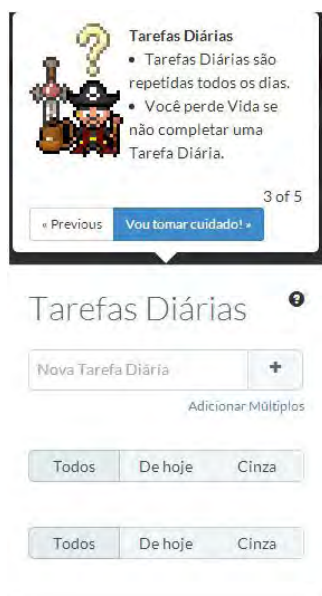 Tarefas Diárias
• Tarefas Diárias são
repetidas todos os dias.
• Você perde Vida se
não completar uma
Tarefa Diária.
3 of 5
« Previous Vou tomar cuidado! »
Tarefas Diárias ?
Nova Tarefa Diária +
Adicionar Múltiplos
Todos De hoje Cinza
Todos De hoje Cinza